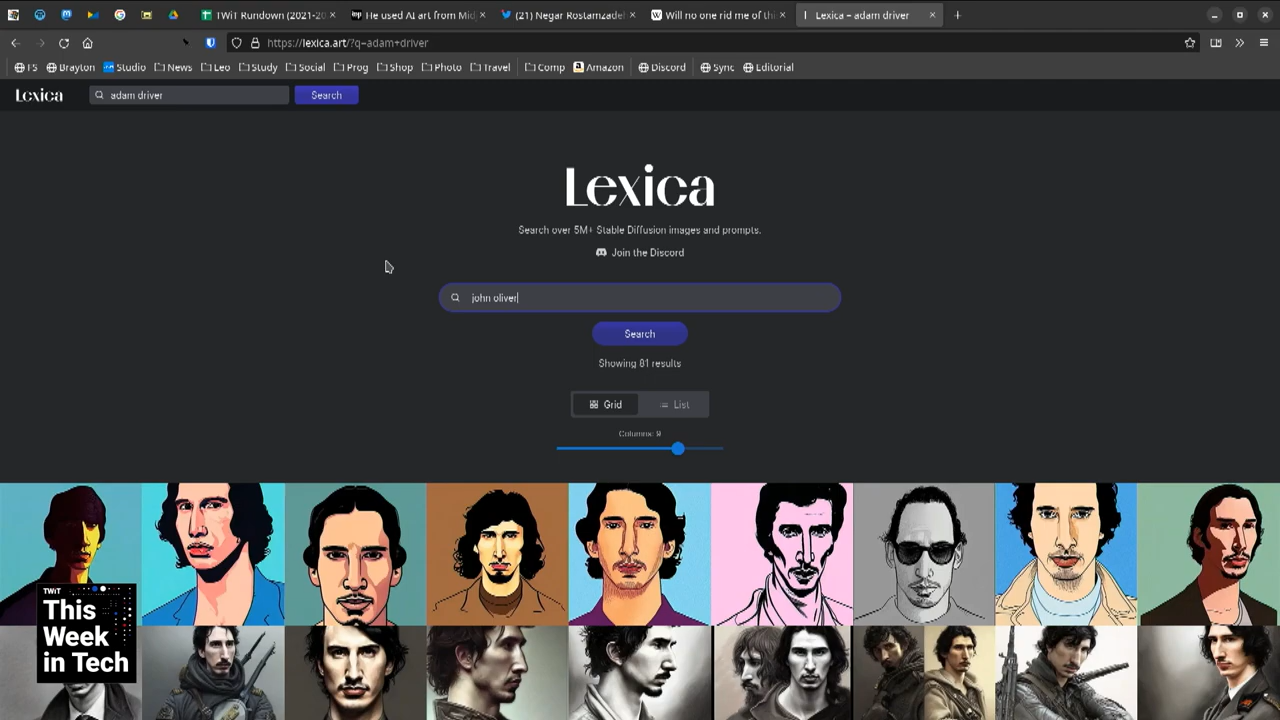 TWiT Rundown (2021-20
He used AI art from Mid
(21) Negar Rostamzadeh
Will no one rid me of thi
Lexica – adam driver
https://lexica.art/?q=adam+driver
FS
Brayton
Studio
News
Leo
Study
Social
Prog
Shop
Photo
Travel
Comp
Amazon
Discord
Sync
Editorial
Lexica
adam driver
Search
Lexica
Search over 5M+ Stable Diffusion images and prompts.
Join the Discord
john oliver
Search
Showing 81 results
Grid
List
Columns: 9
TWiT
This
Week
in Tech